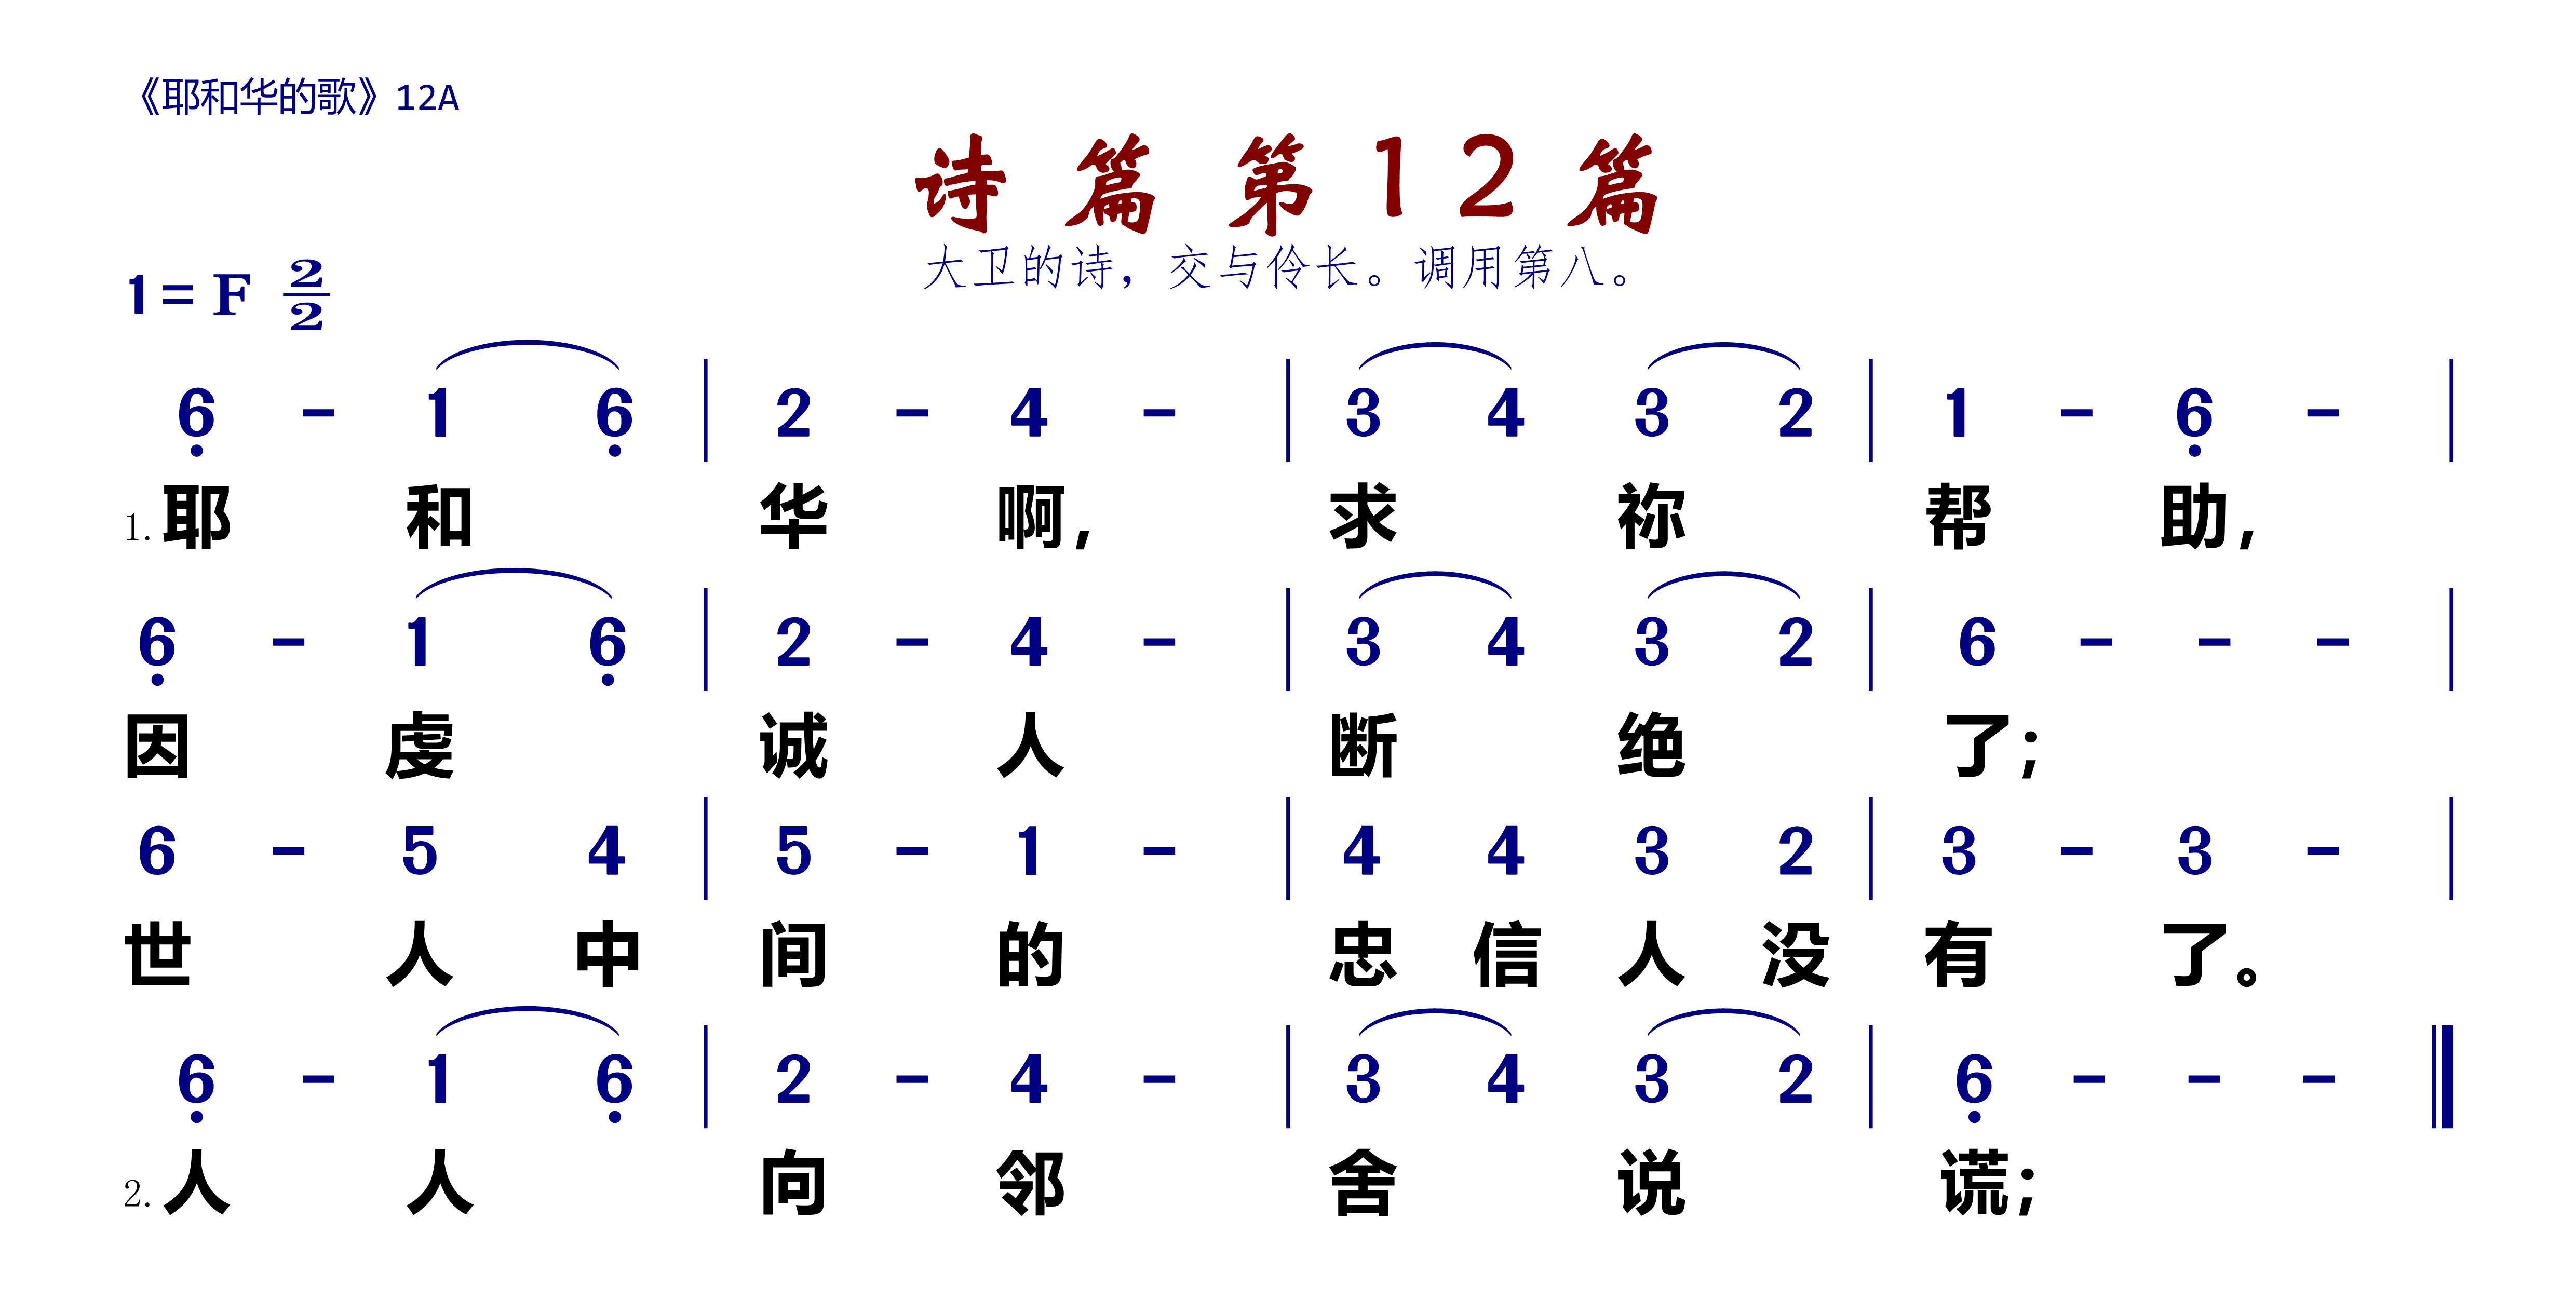 《耶和华的歌》12A
诗篇第12篇
大卫的诗，交与伶长。调用第八。
1= F 2/2
6̣ - 1 6̣ | 2 - 4 - | 3 4 3 2 | 1 - 6̣ - |
1. 耶 和 华 啊, 求 祢 帮 助,
6̣ - 1 6̣ | 2 - 4 - | 3 4 3 2 | 6 - - - |
因 虔 诚 人 断 绝 了;
6 - 5 4 | 5 - 1 - | 4 4 3 2 | 3 - 3 - |
世 人 中 间 的 忠 信 人 没 有 了。
6̣ - 1 6̣ | 2 - 4 - | 3 4 3 2 | 6̣ - - - ‖
2. 人 人 向 邻 舍 说 谎;